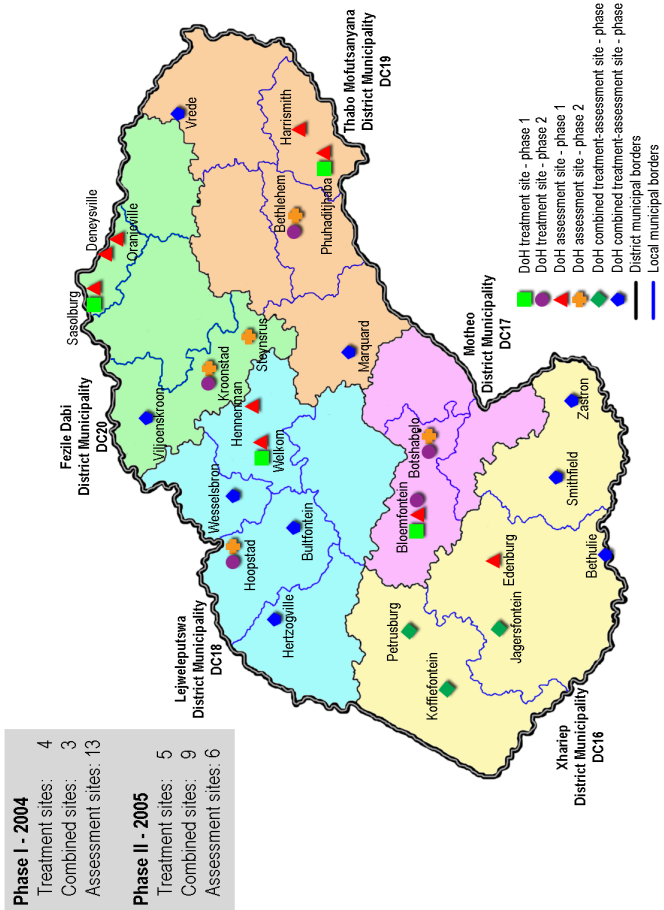 Phase I - 2004
Treatment sites: 4
Combined sites: 3
Assessment sites: 13
Phase II - 2005
Treatment sites: 5
Combined sites: 9
Assessment sites: 6
Fezile Dabi
District Municipality
DC20
Sasolburg
Deneysville
Oranjeville
Viljoenskroon
Kroonstad
Steynsrus
Vrede
Lejweleputswa
District Municipality
DC18
Wesselsbron
Hoopstad
Hennenman
Welkom
Bultfontein
Hertzogville
Harrismith
Bethlehem
Phuhaditjhaba
Marquard
Thabo Mofutsanyana
District Municipality
DC19
Petrusburg
Bloemfontein
Botshabelo
Koffiefontein
Motheo
District Municipality
DC17
Jagersfontein
Edenburg
Smithfield
Zastron
Bethulie
Xhariep
District Municipality
DC16
DoH treatment site - phase 1
DoH treatment site - phase 2
DoH assessment site - phase 1
DoH assessment site - phase 2
DoH combined treatment-assessment site - phase
DoH combined treatment-assessment site - phase
District municipal borders
Local municipal borders